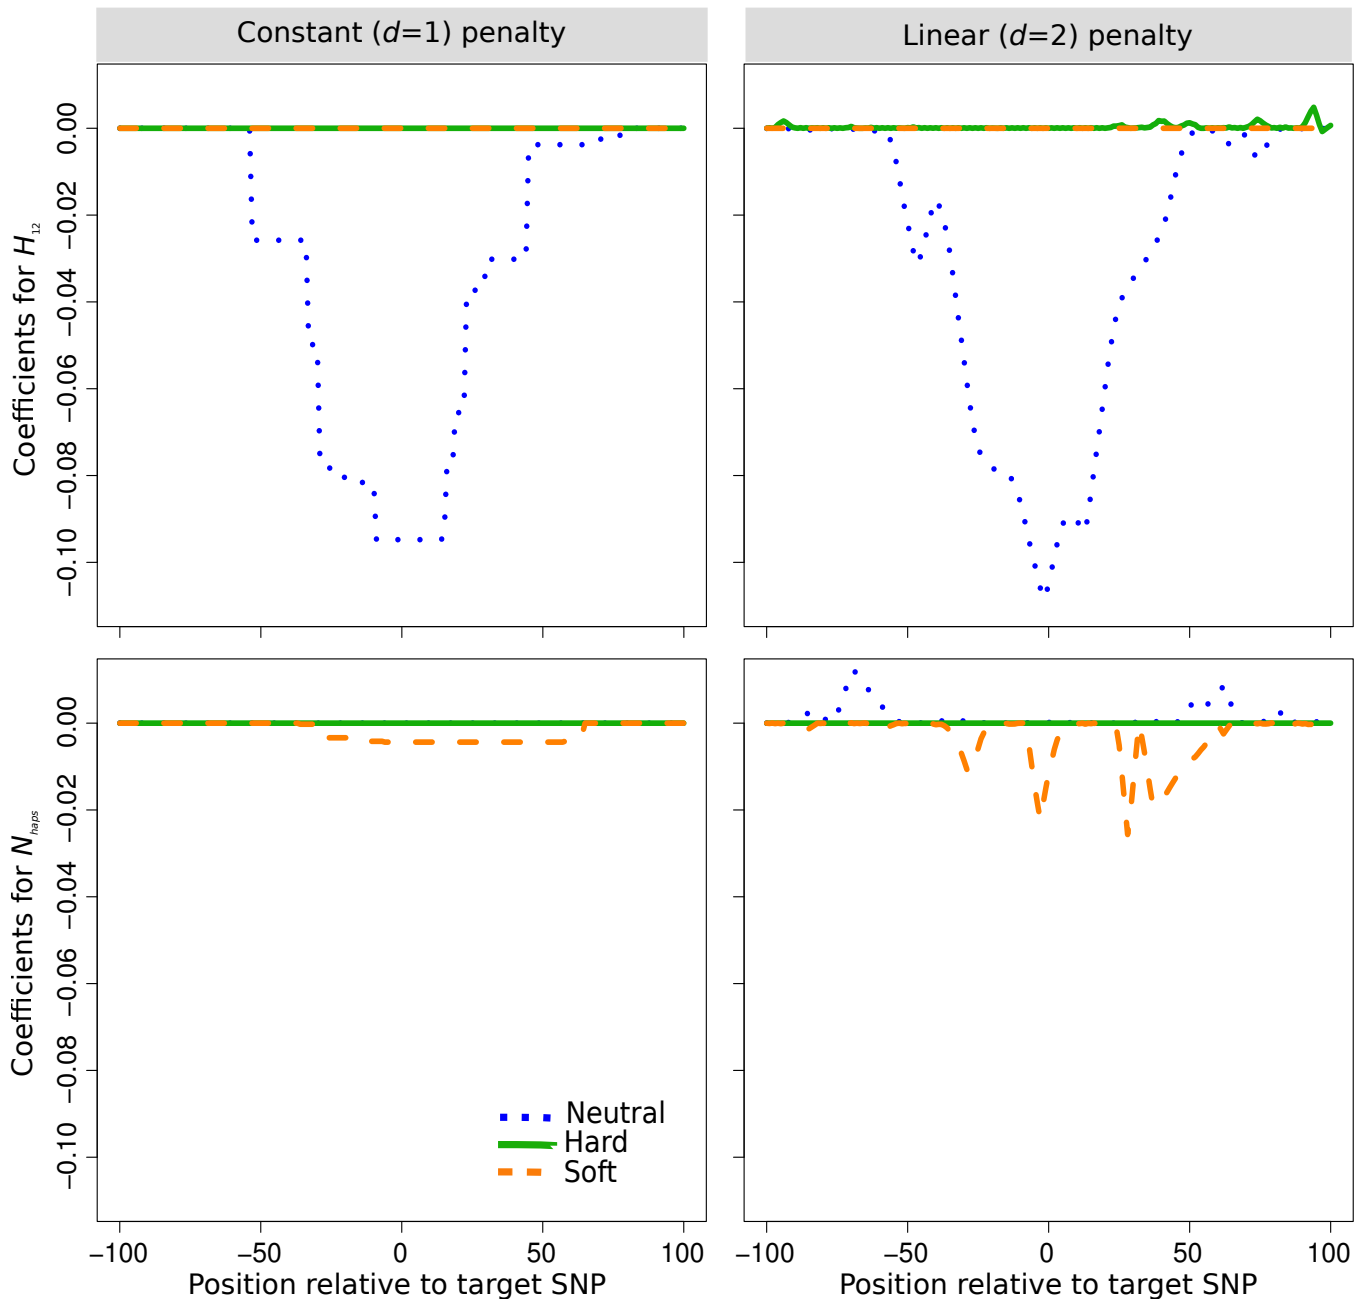 Constant (d=1) penalty
Linear (d=2) penalty
Coefficients for H12
0.00
−0.02
−0.04
−0.06
−0.08
−0.10
Coefficients for Nhaps
0.00
−0.02
−0.04
−0.06
−0.08
−0.10
Neutral
Hard
Soft
−100 −50 0 50 100
−100 −50 0 50 100
Position relative to target SNP
Position relative to target SNP